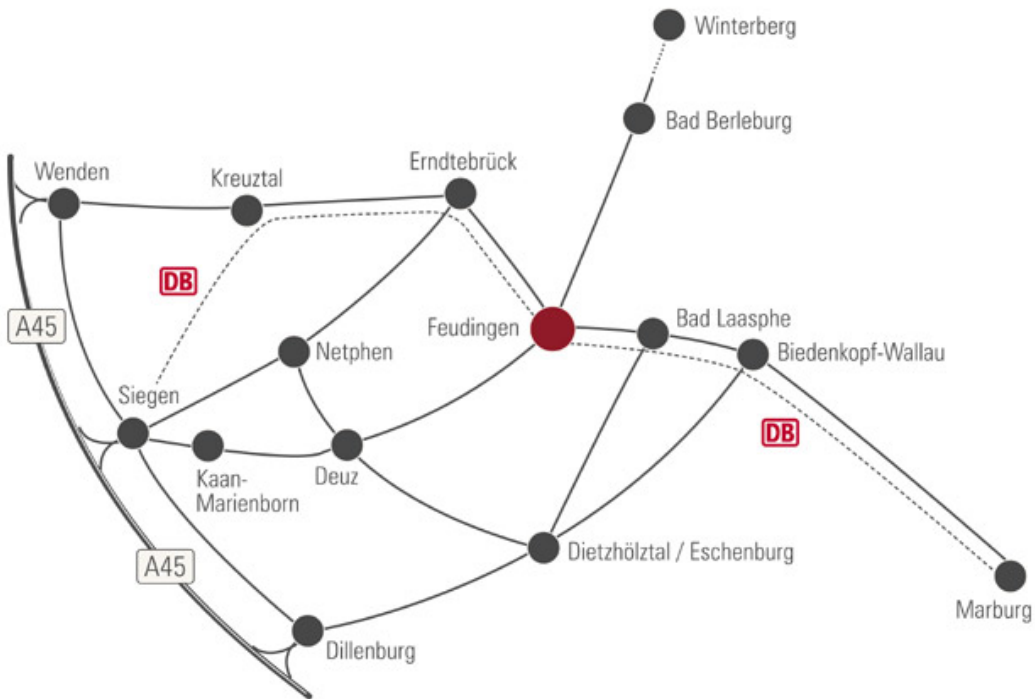 Winterberg
Bad Berleburg
Erndtebrück
Wenden
Kreuztal
DB
A45
Feudingen
Bad Laasphe
Netphen
Biedenkopf-Wallau
Siegen
DB
Kaan-
Marienborn
Deuz
Dietzhölztal / Eschenburg
A45
Marburg
Dillenburg